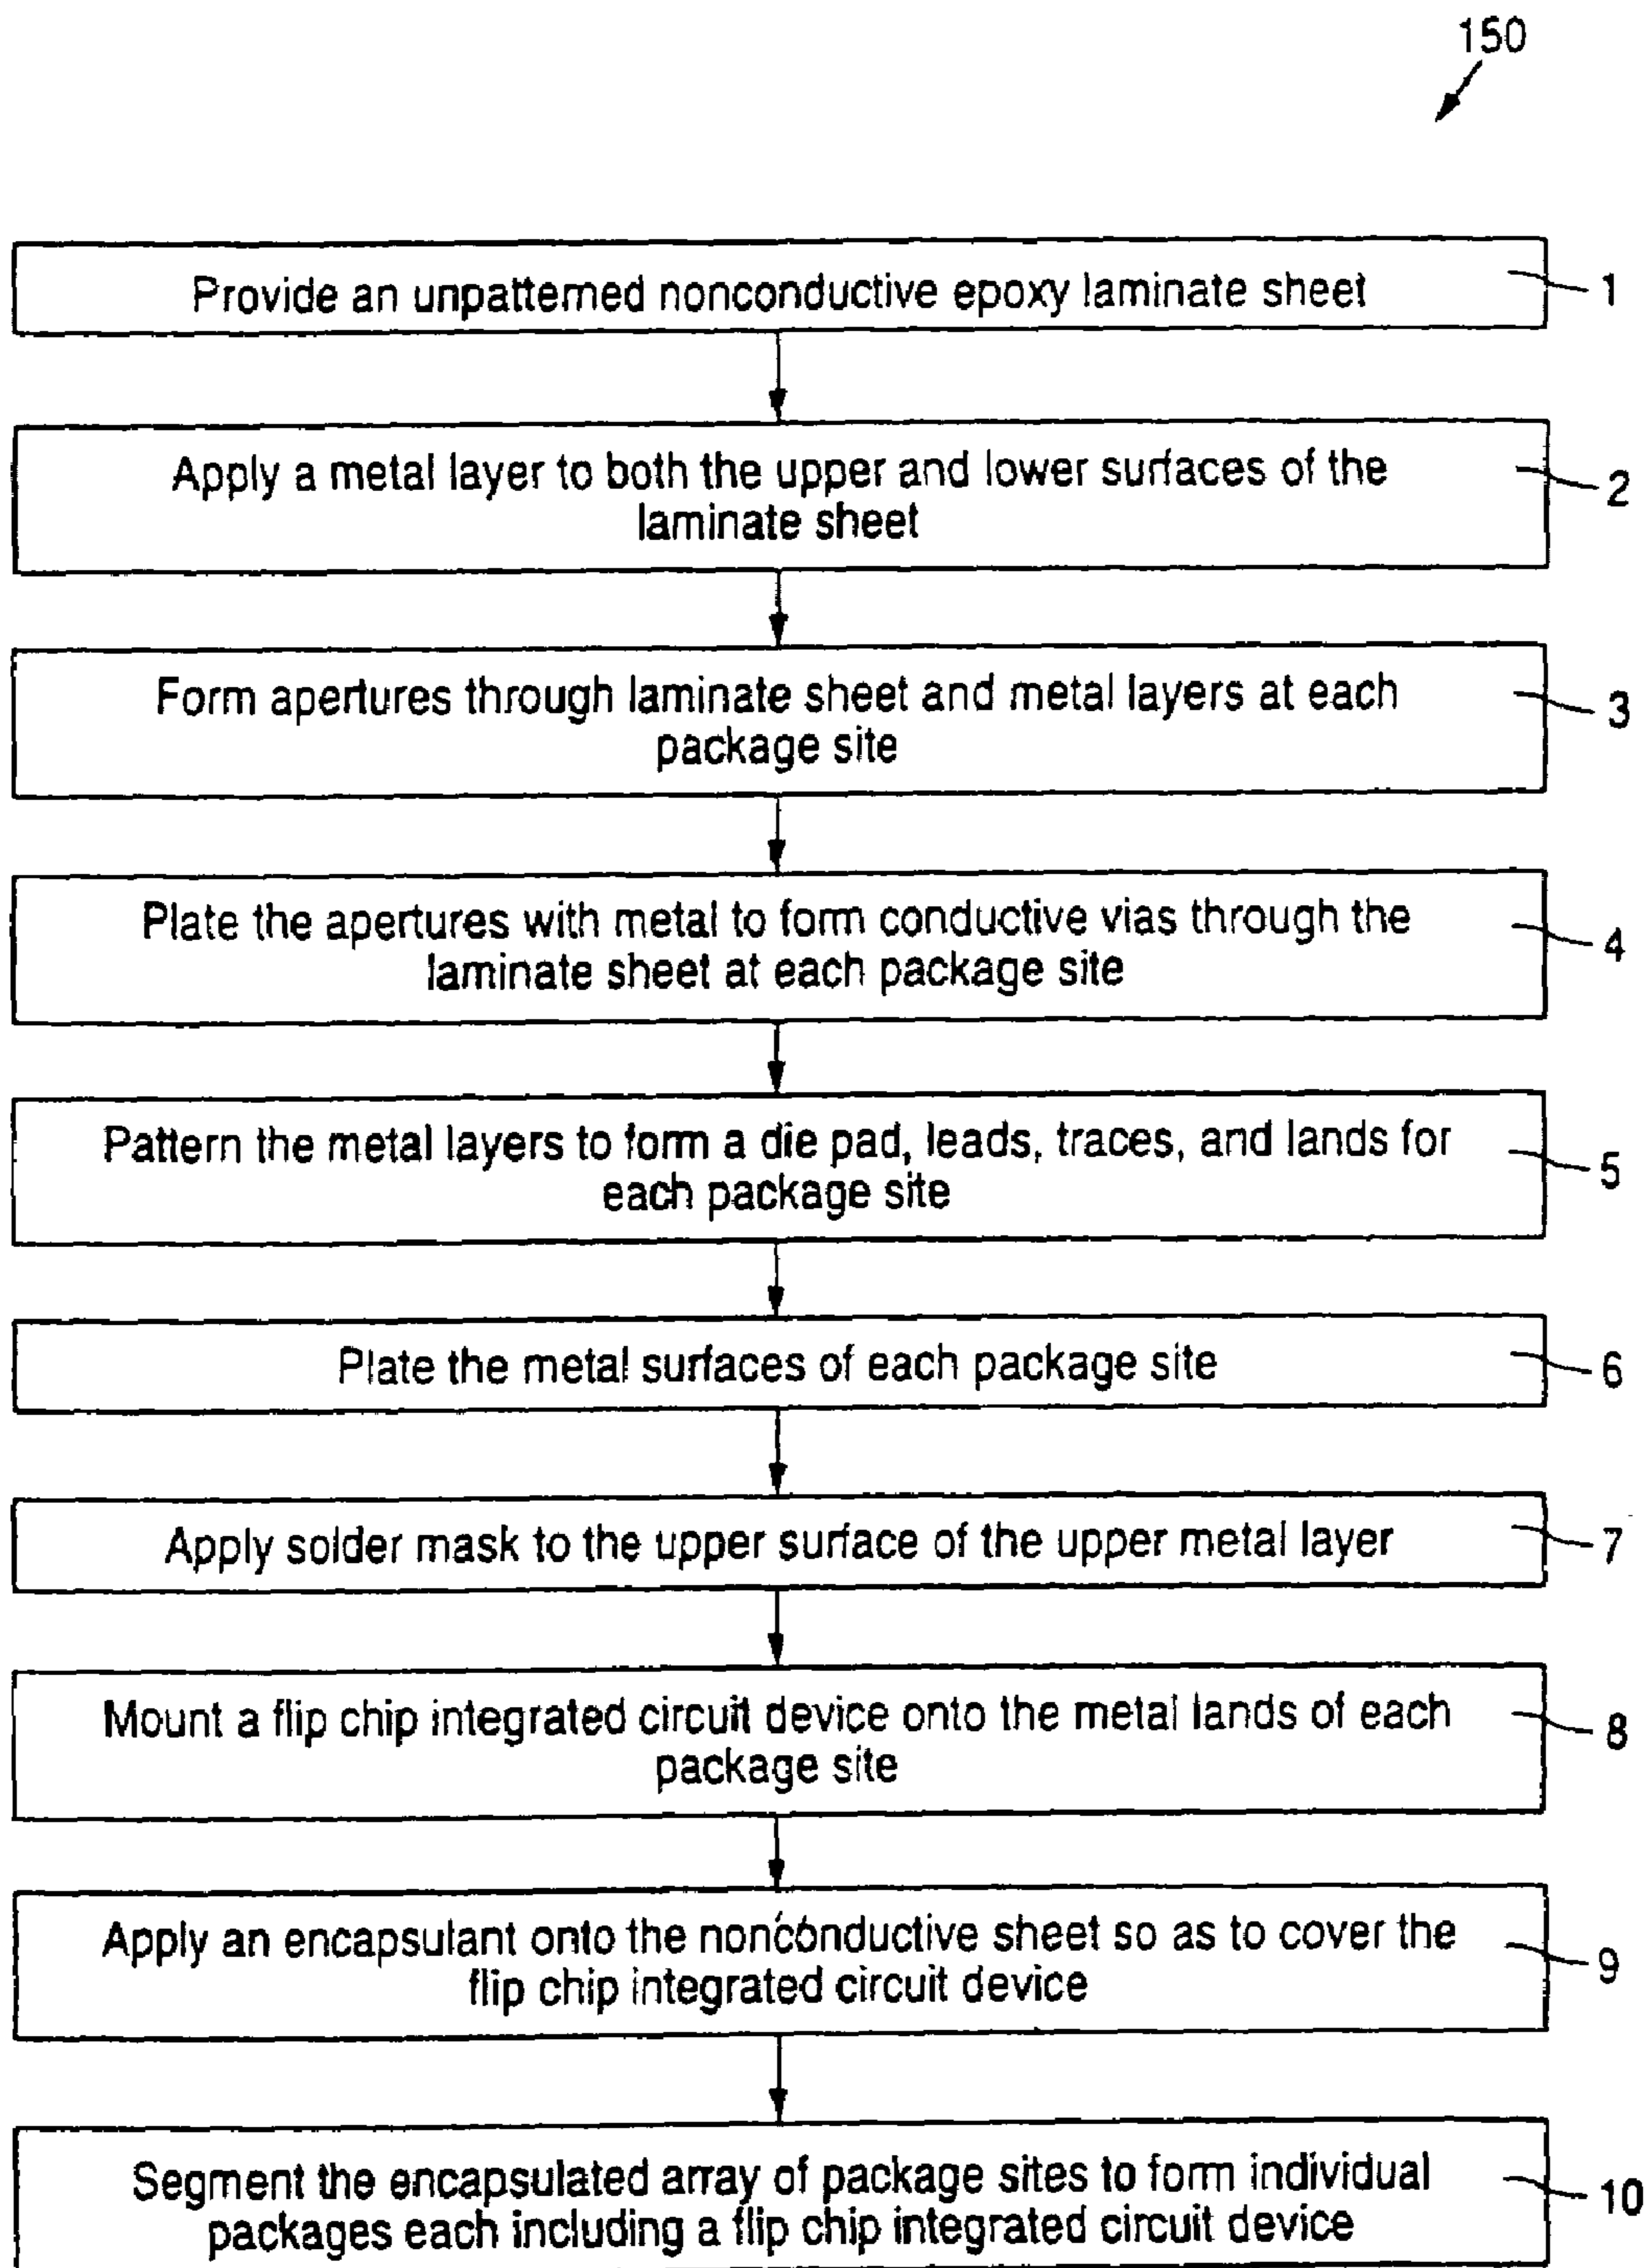 150
Provide an unpatterned nonconductive epoxy laminate sheet
1
Apply a metal layer to both the upper and lower surfaces of the
laminate sheet
2
Form apertures through laminate sheet and metal layers at each
package site
3
Plate the apertures with metal to form conductive vias through the
laminate sheet at each package site
4
Pattern the metal layers to form a die pad, leads, traces, and lands for
each package site
5
Plate the metal surfaces of each package site
6
Apply solder mask to the upper surface of the upper metal layer
7
Mount a flip chip integrated circuit device onto the metal lands of each
package site
8
Apply an encapsulant onto the nonconductive sheet so as to cover the
flip chip integrated circuit device
9
Segment the encapsulated array of package sites to form individual
packages each including a flip chip integrated circuit device
10